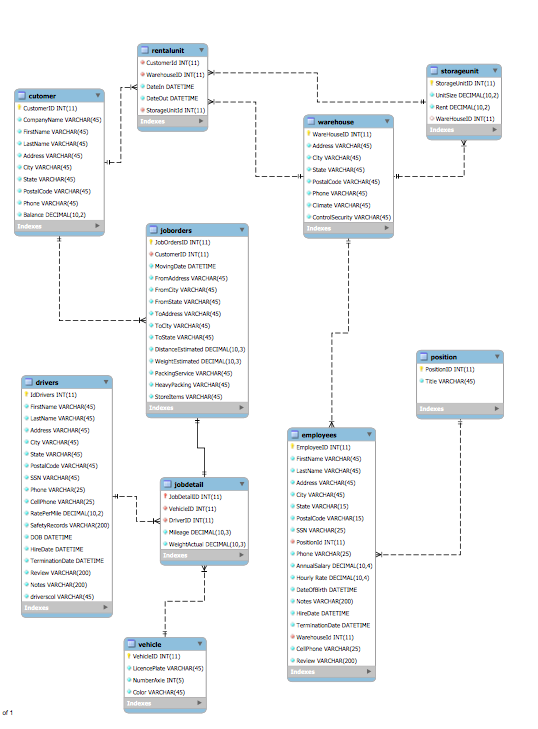 rentalunit
CustomerId INT(11)
WarehouseID INT(11)
DateIn DATETIME
DateOut DATETIME
StorageUnitId INT(11)
Indexes
storageunit
StorageUnitID INT(11)
UnitSize DECIMAL(10,2)
Rent DECIMAL(10,2)
WareHouseID INT(11)
Indexes
cutomer
CustomerID INT(11)
CompanyName VARCHAR(45)
FirstName VARCHAR(45)
LastName VARCHAR(45)
Address VARCHAR(45)
City VARCHAR(45)
State VARCHAR(45)
PostalCode VARCHAR(45)
Phone VARCHAR(45)
Balance DECIMAL(10,2)
Indexes
warehouse
WareHouseID INT(11)
Address VARCHAR(45)
City VARCHAR(45)
State VARCHAR(45)
PostalCode VARCHAR(45)
Phone VARCHAR(45)
Climate VARCHAR(45)
ControlSecurity VARCHAR(45)
Indexes
joborders
JobOrdersID INT(11)
CustomerID INT(11)
MovingDate DATETIME
FromAddress VARCHAR(45)
FromCity VARCHAR(45)
FromState VARCHAR(45)
ToAddress VARCHAR(45)
ToCity VARCHAR(45)
ToState VARCHAR(45)
DistanceEstimated DECIMAL(10,3)
WeightEstimated DECIMAL(10,3)
PackingService VARCHAR(45)
HeavyPacking VARCHAR(45)
StoreItems VARCHAR(45)
Indexes
position
PositionID INT(11)
Title VARCHAR(45)
Indexes
drivers
IdDrivers INT(11)
FirstName VARCHAR(45)
LastName VARCHAR(45)
Address VARCHAR(45)
City VARCHAR(45)
State VARCHAR(45)
PostalCode VARCHAR(45)
SSN VARCHAR(45)
Phone VARCHAR(25)
CellPhone VARCHAR(25)
RatePerMile DECIMAL(10,2)
SafetyRecords VARCHAR(200)
DOB DATETIME
HireDate DATETIME
TerminationDate DATETIME
Review VARCHAR(200)
Notes VARCHAR(200)
driverscol VARCHAR(45)
Indexes
employees
EmployeeID INT(11)
FirstName VARCHAR(45)
LastName VARCHAR(45)
Address VARCHAR(45)
City VARCHAR(45)
State VARCHAR(15)
PostalCode VARCHAR(15)
SSN VARCHAR(25)
PositionId INT(11)
Phone VARCHAR(25)
AnnualSalary DECIMAL(10,4)
Hourly Rate DECIMAL(10,4)
DateOfBirth DATETIME
Notes VARCHAR(200)
HireDate DATETIME
TerminationDate DATETIME
WarehouseId INT(11)
CellPhone VARCHAR(25)
Review VARCHAR(200)
Indexes
jobdetail
JobDetailID INT(11)
VehicleID INT(11)
DriverID INT(11)
Mileage DECIMAL(10,3)
WeightActual DECIMAL(10,3)
Indexes
vehicle
VehicleID INT(11)
LicencePlate VARCHAR(45)
NumberAxle INT(5)
Color VARCHAR(45)
Indexes
of 1